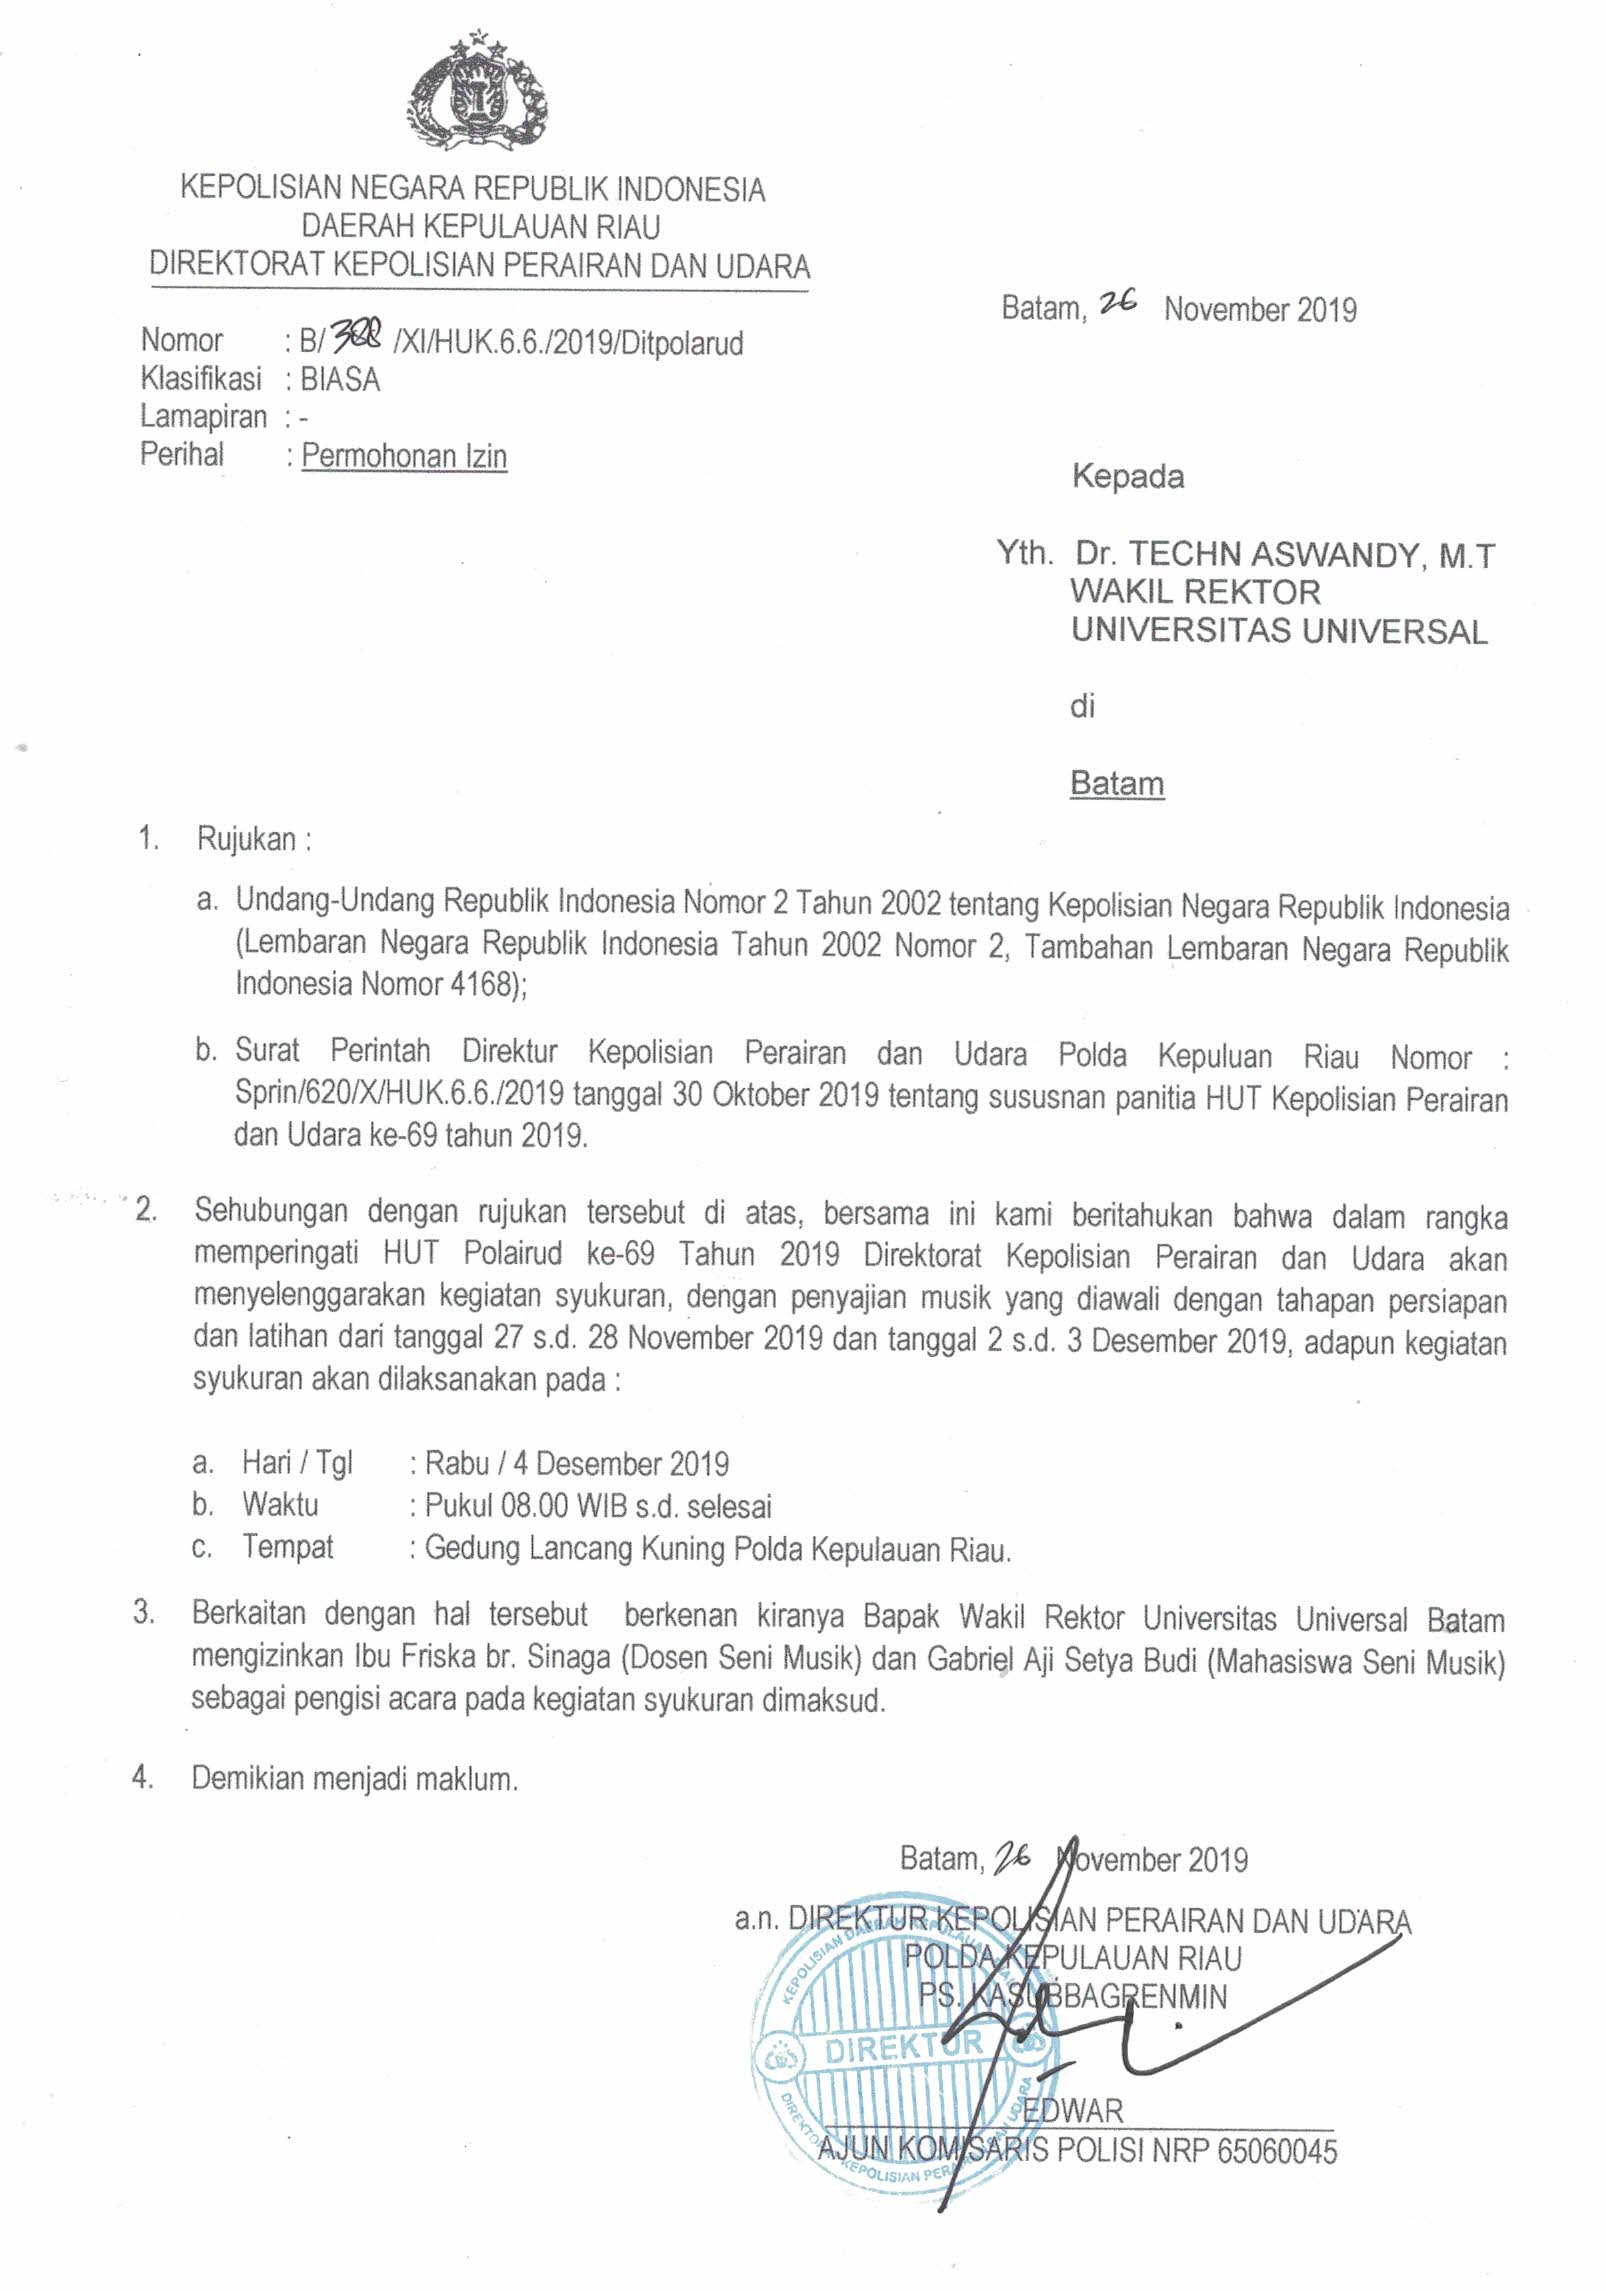 KEPOLISIAN NEGARA REPUBLIK INDONESIA
DAERAH KEPULAUAN RIAU
DIREKTORAT KEPOLISIAN PERAIRAN DAN UDARA
Batam, 26 November 2019
Nomor : B/ 388 /XI/HUK.6.6./2019/Ditpolarud
Klasifikasi : BIASA
Lamapiran : -
Perihal : Permohonan Izin
Kepada
Yth. Dr. TECHN ASWANDY, M.T
WAKIL REKTOR
UNIVERSITAS UNIVERSAL
di
Batam
1. Rujukan :
a. Undang-Undang Republik Indonesia Nomor 2 Tahun 2002 tentang Kepolisian Negara Republik Indonesia
(Lembaran Negara Republik Indonesia Tahun 2002 Nomor 2, Tambahan Lembaran Negara Republik
Indonesia Nomor 4168);
b. Surat Perintah Direktur Kepolisian Perairan dan Udara Polda Kepuluan Riau Nomor :
Sprin/620/X/HUK.6.6./2019 tanggal 30 Oktober 2019 tentang sususnan panitia HUT Kepolisian Perairan
dan Udara ke-69 tahun 2019.
2. Sehubungan dengan rujukan tersebut di atas, bersama ini kami beritahukan bahwa dalam rangka
memperingati HUT Polairud ke-69 Tahun 2019 Direktorat Kepolisian Perairan dan Udara akan
menyelenggarakan kegiatan syukuran, dengan penyajian musik yang diawali dengan tahapan persiapan
dan latihan dari tanggal 27 s.d. 28 November 2019 dan tanggal 2 s.d. 3 Desember 2019, adapun kegiatan
syukuran akan dilaksanakan pada :
a. Hari / Tgl : Rabu / 4 Desember 2019
b. Waktu : Pukul 08.00 WIB s.d. selesai
c. Tempat : Gedung Lancang Kuning Polda Kepulauan Riau.
3. Berkaitan dengan hal tersebut berkenan kiranya Bapak Wakil Rektor Universitas Universal Batam
mengizinkan Ibu Friska br. Sinaga (Dosen Seni Musik) dan Gabriel Aji Setya Budi (Mahasiswa Seni Musik)
sebagai pengisi acara pada kegiatan syukuran dimaksud.
4. Demikian menjadi maklum.
Batam, 26 November 2019
a.n. DIREKTUR KEPOLISIAN PERAIRAN DAN UDARA
POLDA KEPULAUAN RIAU
PS. KASUBBAGRENMIN
KEPOLISIAN DAERAH KEPULAUAN RIAU
DIREKTUR
DIREKTORAT KEPOLISIAN PERAIRAN DAN UDARA
EDWAR
AJUN KOMISARIS POLISI NRP 65060045